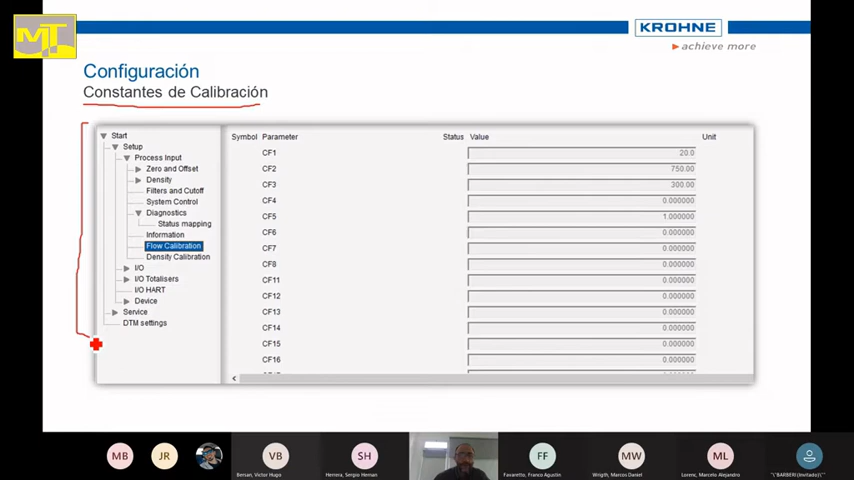 MT
KROHNE
achieve more
Configuración
Constantes de Calibración
Start
Setup
Process Input
Zero and Offset
Density
Filters and Cutoff
System Control
Diagnostics
Status mapping
Information
Flow Calibration
Density Calibration
I/O
I/O Totalisers
I/O HART
Device
Service
DTM settings
Symbol Parameter Status Value Unit
CF1 20.0
CF2 750.00
CF3 300.00
CF4 0.000000
CF5 1.000000
CF6 0.000000
CF7 0.000000
CF8 0.000000
CF11 0.000000
CF12 0.000000
CF13 0.000000
CF14 0.000000
CF15 0.000000
CF16 0.000000
MB JR VB SH FF MW ML
Bersan, Victor Hugo Herrera, Sergio Hernan Favaretto, Franco Agustin Wrigth, Marcos Daniel Lorenc, Marcelo Alejandro "\"BARBERI (Invitado)\""